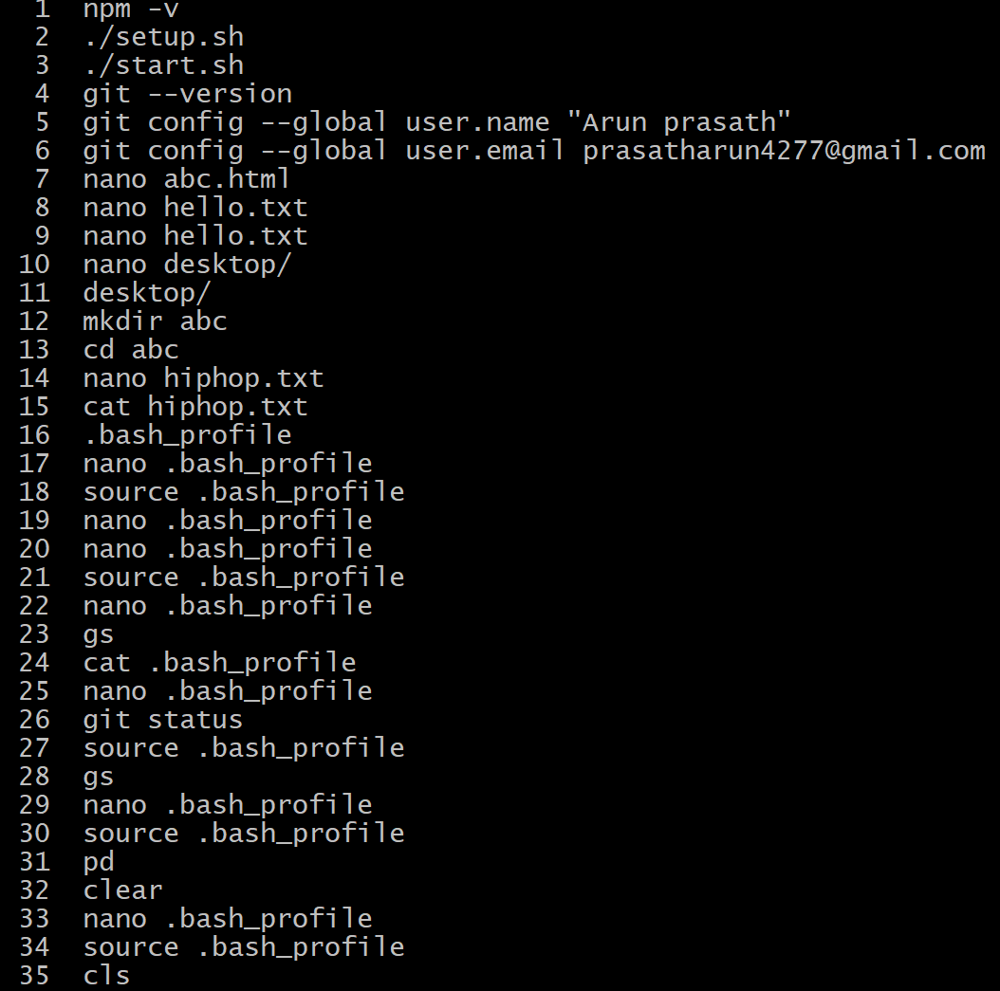 1 npm -v
2 ./setup.sh
3 ./start.sh
4 git --version
5 git config --global user.name "Arun prasath"
6 git config --global user.email prasatharun4277@gmail.com
7 nano abc.html
8 nano hello.txt
9 nano hello.txt
10 nano desktop/
11 desktop/
12 mkdir abc
13 cd abc
14 nano hiphop.txt
15 cat hiphop.txt
16 .bash_profile
17 nano .bash_profile
18 source .bash_profile
19 nano .bash_profile
20 nano .bash_profile
21 source .bash_profile
22 nano .bash_profile
23 gs
24 cat .bash_profile
25 nano .bash_profile
26 git status
27 source .bash_profile
28 gs
29 nano .bash_profile
30 source .bash_profile
31 pd
32 clear
33 nano .bash_profile
34 source .bash_profile
35 cls